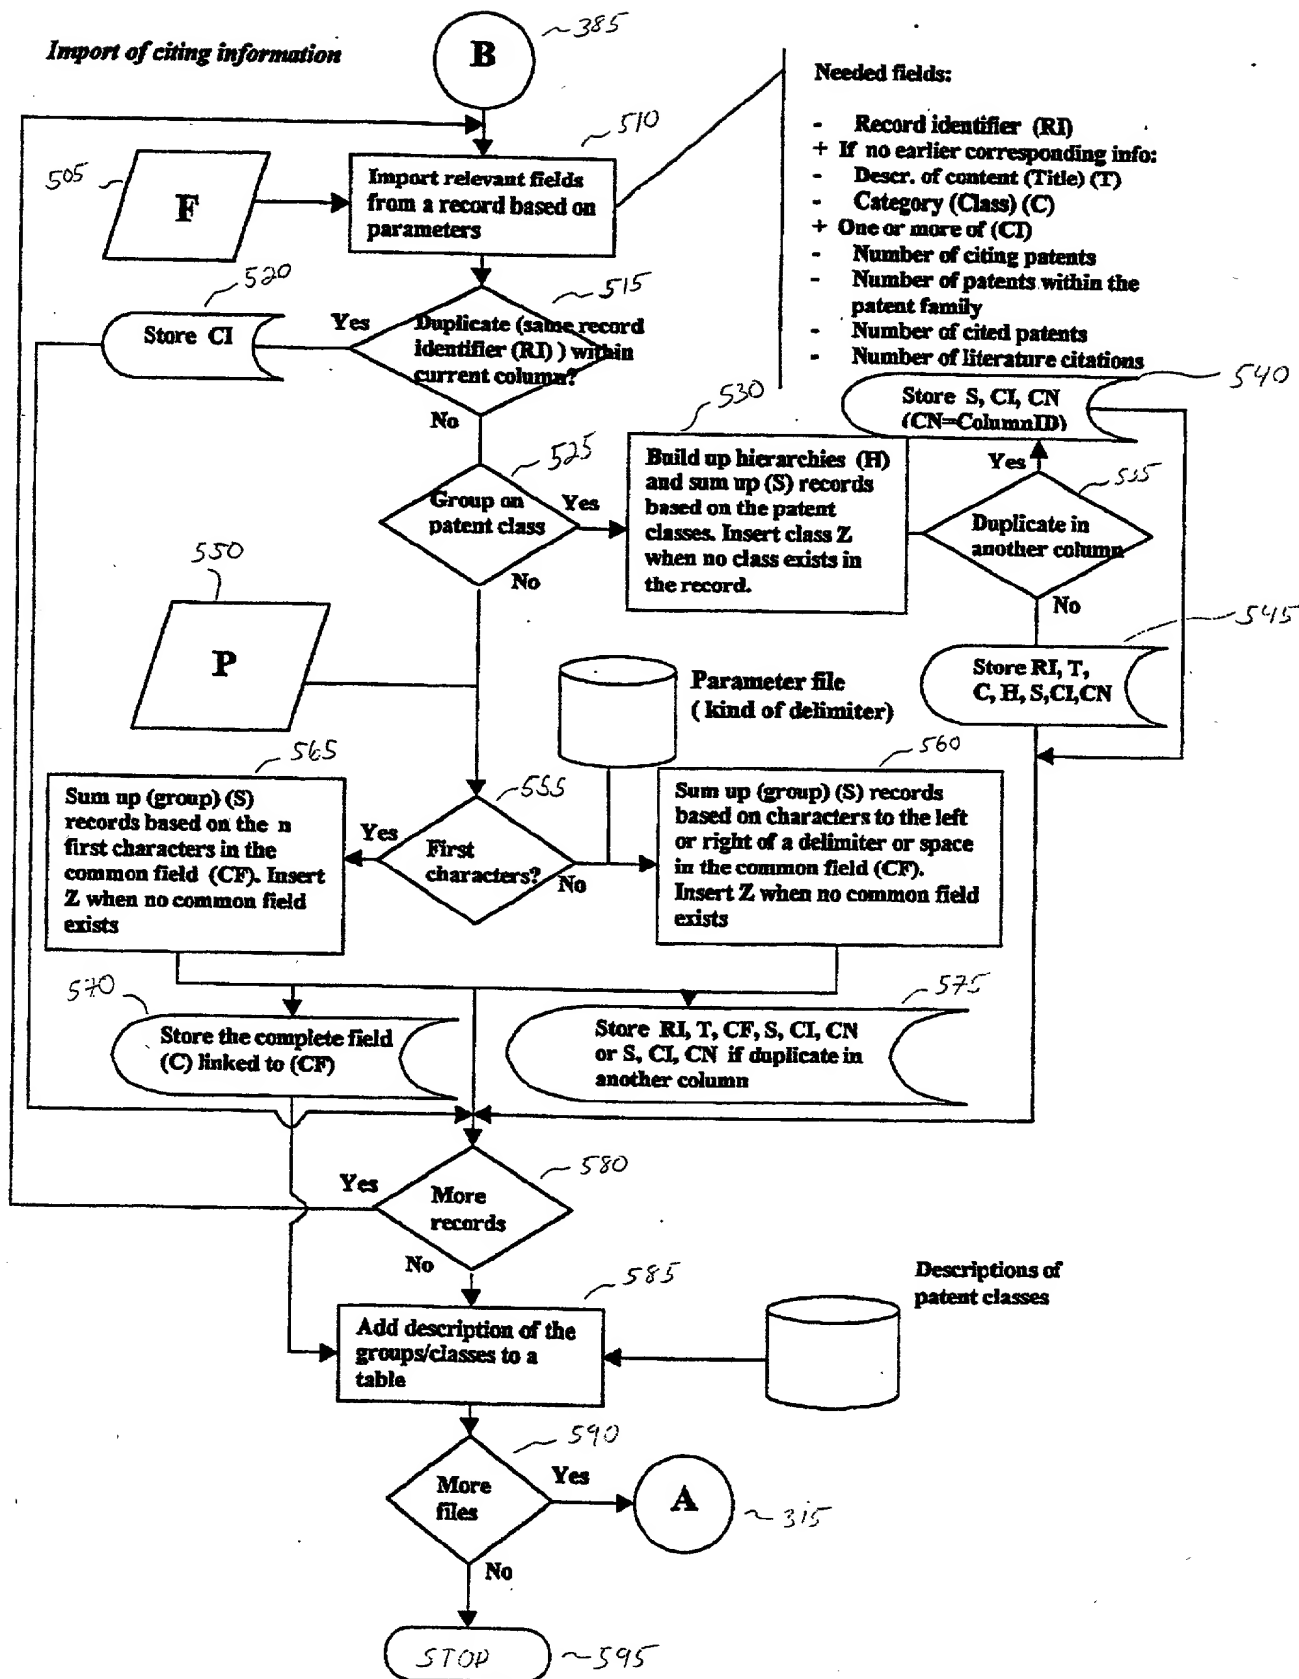 Import of citing information
B
385
Needed fields:
- Record identifier (RI)
+ If no earlier corresponding info:
- Descr. of content (Title) (T)
- Category (Class) (C)
+ One or more of (CI)
- Number of citing patents
- Number of patents within the
patent family
- Number of cited patents
- Number of literature citations
505
F
510
Import relevant fields
from a record based on
parameters
520
Store CI
Yes
515
Duplicate (same record
identifier (RI) ) within
current column?
No
540
Store S, CI, CN
(CN=ColumnID)
530
Build up hierarchies (H)
and sum up (S) records
based on the patent
classes. Insert class Z
when no class exists in
the record.
525
Group on
patent class
Yes
No
Yes
535
Duplicate in
another column
No
545
Store RI, T,
C, H, S,CI,CN
550
P
Parameter file
( kind of delimiter)
565
Sum up (group) (S)
records based on the n
first characters in the
common field (CF). Insert
Z when no common field
exists
555
Yes
First
characters?
No
560
Sum up (group) (S) records
based on characters to the left
or right of a delimiter or space
in the common field (CF).
Insert Z when no common field
exists
570
Store the complete field
(C) linked to (CF)
575
Store RI, T, CF, S, CI, CN
or S, CI, CN if duplicate in
another column
580
Yes
More
records
No
585
Add description of the
groups/classes to a
table
Descriptions of
patent classes
590
More
files
Yes
A
315
No
STOP
595